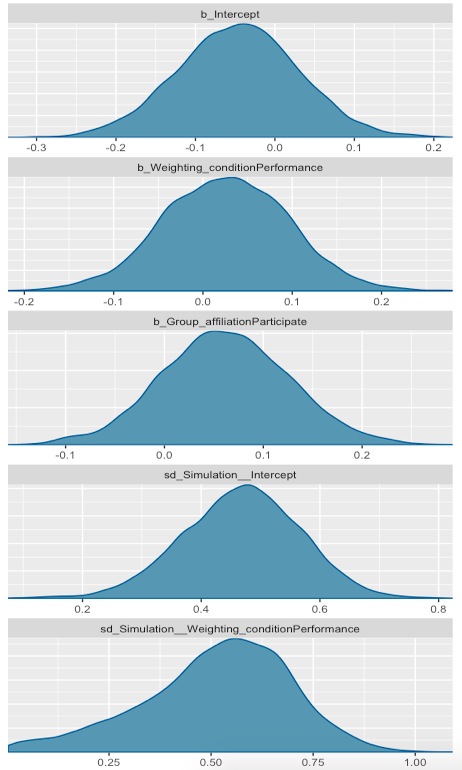 b_Intercept
-0.3 -0.2 -0.1 0.0 0.1 0.2
b_Weighting_conditionPerformance
-0.2 -0.1 0.0 0.1 0.2
b_Group_affiliationParticipate
-0.1 0.0 0.1 0.2
sd_Simulation__Intercept
0.2 0.4 0.6 0.8
sd_Simulation__Weighting_conditionPerformance
0.25 0.50 0.75 1.00